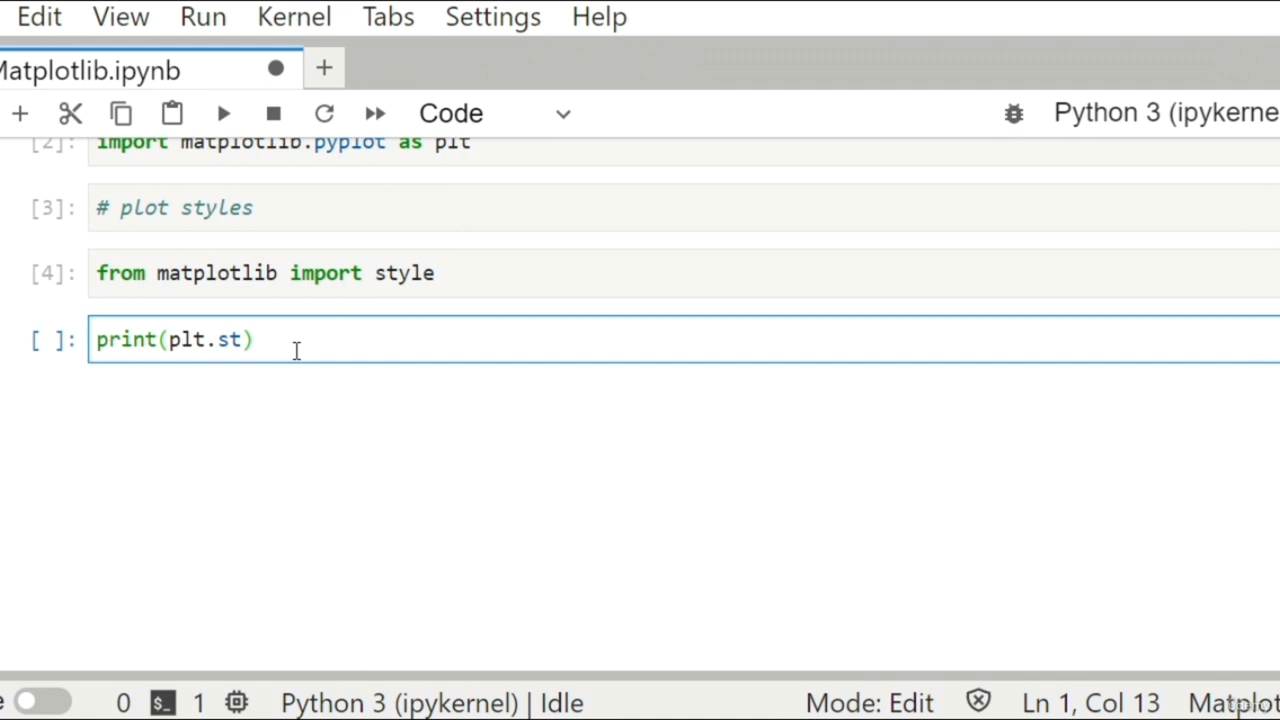 Edit View Run Kernel Tabs Settings Help
Matplotlib.ipynb
Code Python 3 (ipykerne
[2]: import matplotlib.pyplot as plt
[3]: # plot styles
[4]: from matplotlib import style
[ ]: print(plt.st)
e 0 $_ 1 Python 3 (ipykernel) | Idle Mode: Edit Ln 1, Col 13 Matplot